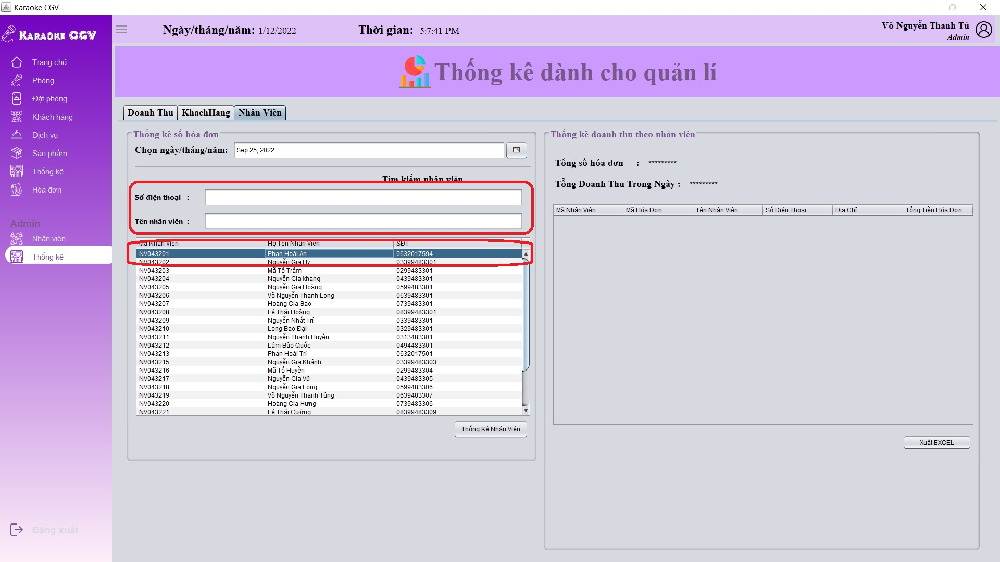 Karaoke CGV
KARAOKE CGV
Ngày/tháng/năm: 1/12/2022
Thời gian: 5:7:41 PM
Võ Nguyễn Thanh Tú
Admin
Trang chủ
Phòng
Đặt phòng
Khách hàng
Dịch vụ
Sản phẩm
Thống kê
Hóa đơn
Admin
Nhân viên
Thống kê
Đăng xuất
Thống kê dành cho quản lí
Doanh Thu KhachHang Nhân Viên
Thống kê số hóa đơn
Chọn ngày/tháng/năm: Sep 25, 2022
Tìm kiếm nhân viên
Số điện thoại :
Tên nhân viên :
Mã Nhân Viên Họ Tên Nhân Viên SĐT
NV043201 Phan Hoài An 0632017594
NV043202 Nguyễn Gia Hy 03399483301
NV043203 Mã Tố Trâm 0299483301
NV043204 Nguyễn Gia khang 0439483301
NV043205 Nguyễn Gia Hoàng 0599483301
NV043206 Võ Nguyễn Thanh Long 0639483301
NV043207 Hoàng Gia Bảo 0739483301
NV043208 Lê Thái Hoàng 08399483301
NV043209 Nguyễn Nhất Trí 0339483301
NV043210 Long Bảo Đại 0329483301
NV043211 Nguyễn Thanh Huyền 0313483301
NV043212 Lâm Bảo Quốc 0494483301
NV043213 Phan Hoài Trí 0632017501
NV043215 Nguyễn Gia Khánh 03399483303
NV043216 Mã Tố Huyền 0299483304
NV043217 Nguyễn Gia Vũ 0439483305
NV043218 Nguyễn Gia Long 0599483306
NV043219 Võ Nguyễn Thanh Tùng 0639483307
NV043220 Hoàng Gia Hưng 0739483306
NV043221 Lê Thái Cường 08399483309
Thống Kê Nhân Viên
Thống kê doanh thu theo nhân viên
Tổng số hóa đơn : *********
Tổng Doanh Thu Trong Ngày : *********
Mã Nhân Viên Mã Hóa Đơn Tên Nhân Viên Số Điện Thoại Địa Chỉ Tổng Tiền Hóa Đơn
Xuất EXCEL